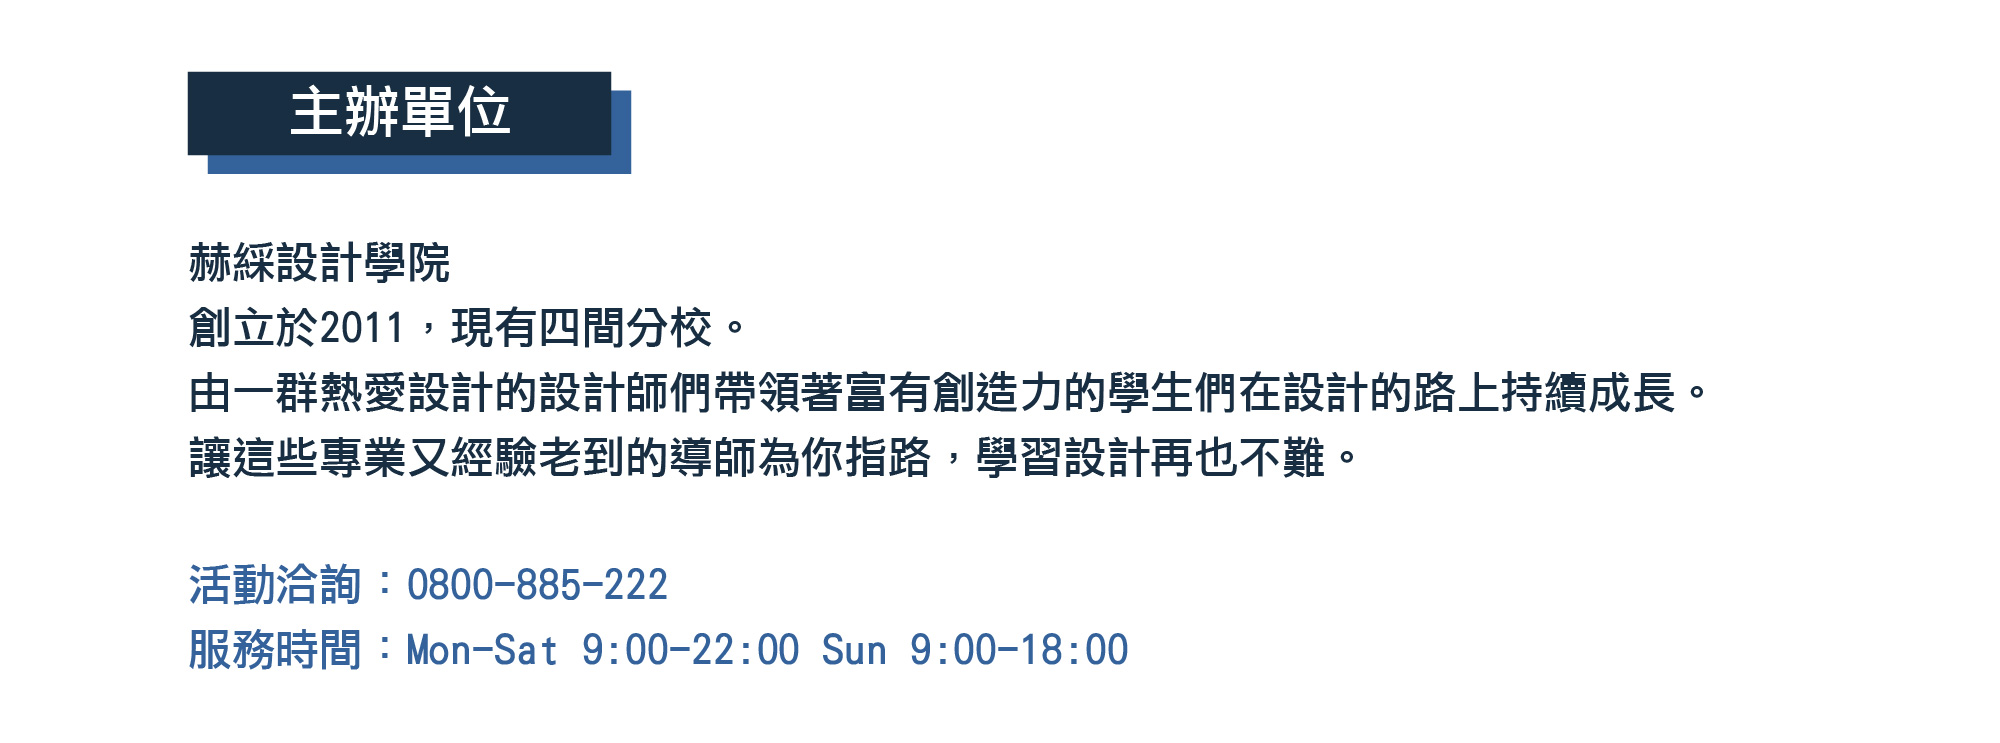 主辦單位
赫綵設計學院
創立於2011，現有四間分校。
由一群熱愛設計的設計師們帶領著富有創造力的學生們在設計的路上持續成長。
讓這些專業又經驗老到的導師為你指路，學習設計再也不難。
活動洽詢：0800-885-222
服務時間：Mon-Sat 9:00-22:00 Sun 9:00-18:00